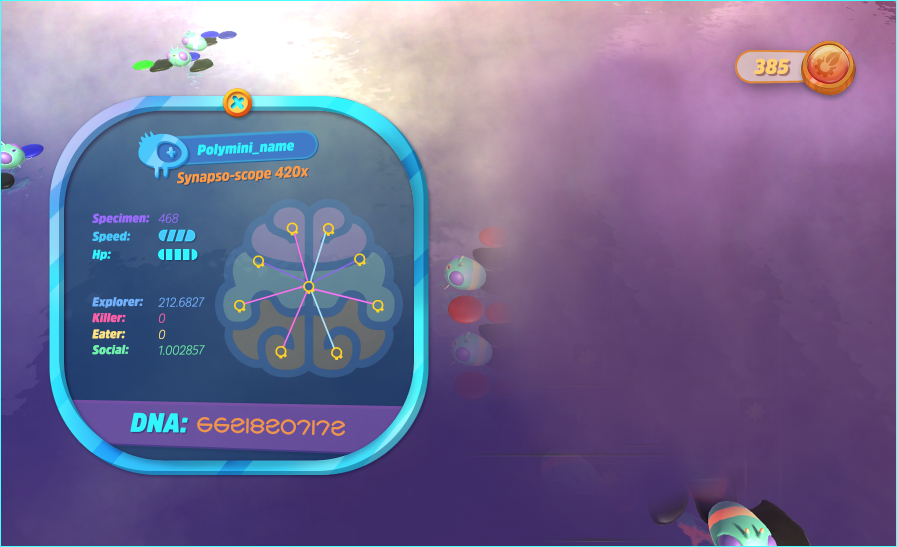 385
Polymini_name
Synapso-scope 420x
Specimen: 468
Speed:
Hp:
Explorer: 212.6827
Killer: 0
Eater: 0
Social: 1.002857
DNA: